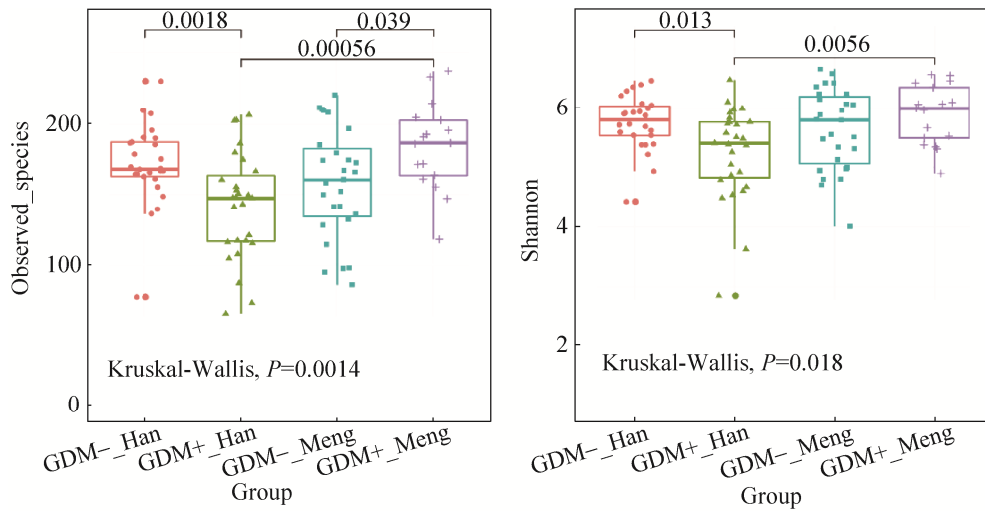 0.0018
0.039
0.00056
Observed_species
200
100
0
Kruskal-Wallis, P=0.0014
GDM−_Han
GDM+_Han
GDM−_Meng
GDM+_Meng
Group
0.013
0.0056
Shannon
6
4
2
Kruskal-Wallis, P=0.018
GDM−_Han
GDM+_Han
GDM−_Meng
GDM+_Meng
Group